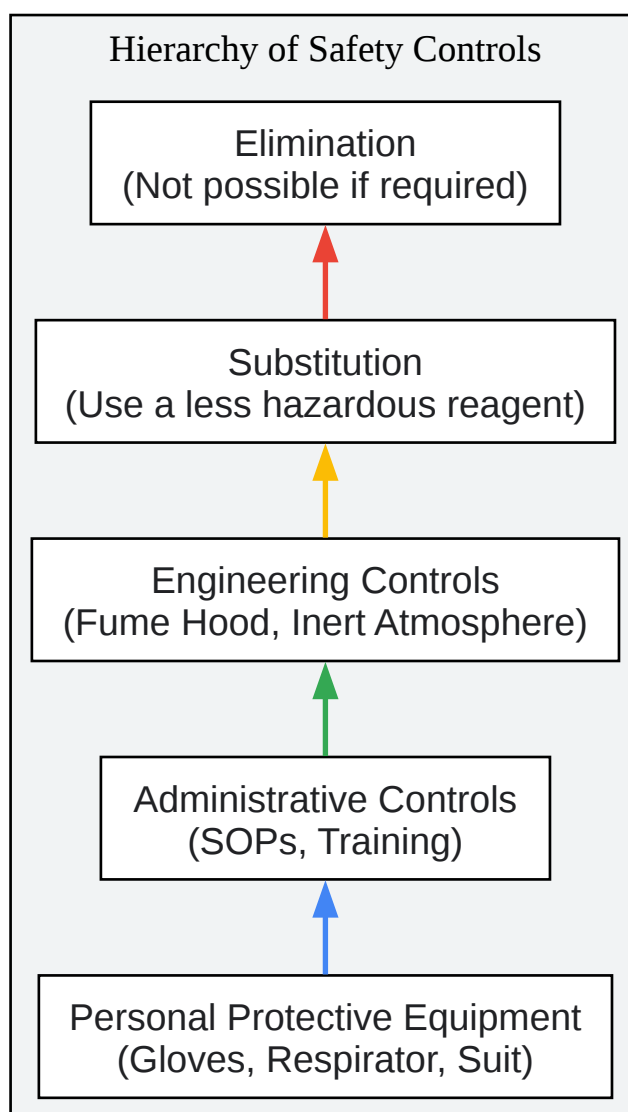 Hierarchy of Safety Controls
Elimination
(Not possible if required)
Substitution
(Use a less hazardous reagent)
Engineering Controls
(Fume Hood, Inert Atmosphere)
Administrative Controls
(SOPs, Training)
Personal Protective Equipment
(Gloves, Respirator, Suit)